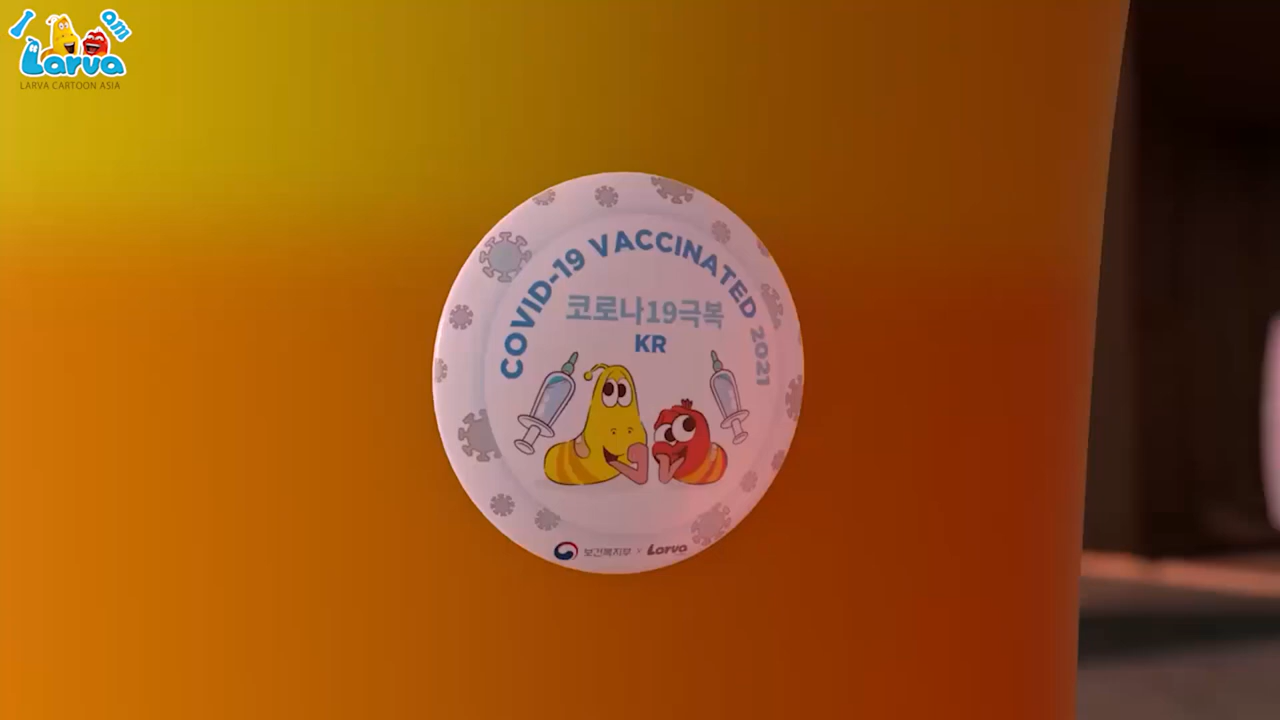 I am
Larva
LARVA CARTOON ASIA
COVID-19 VACCINATED 2021
코로나19극복
KR
보건복지부 × Larva